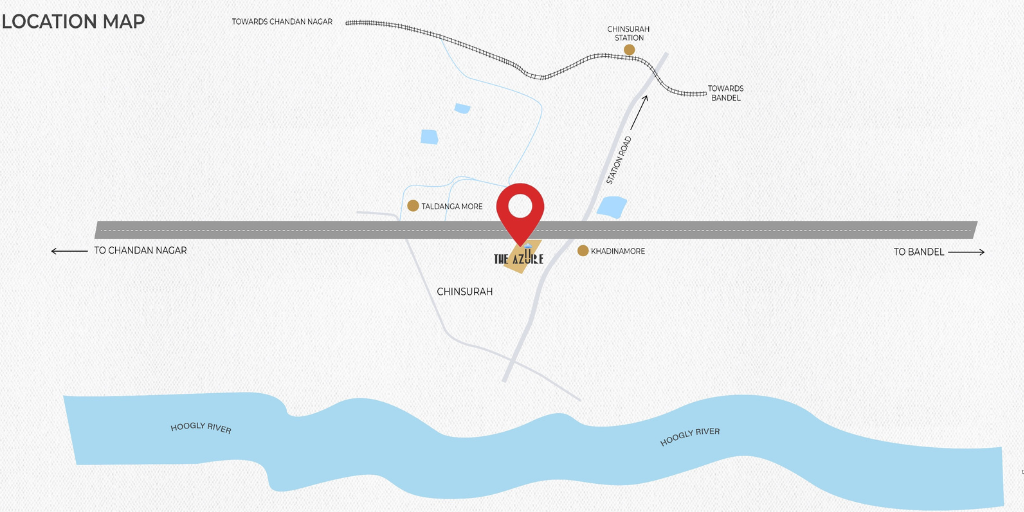 LOCATION MAP
TOWARDS CHANDAN NAGAR
CHINSURAH
STATION
TOWARDS
BANDEL
STATION ROAD
TALDANGA MORE
TO CHANDAN NAGAR
THE AZURE
KHADINAMORE
TO BANDEL
CHINSURAH
HOOGLY RIVER
HOOGLY RIVER